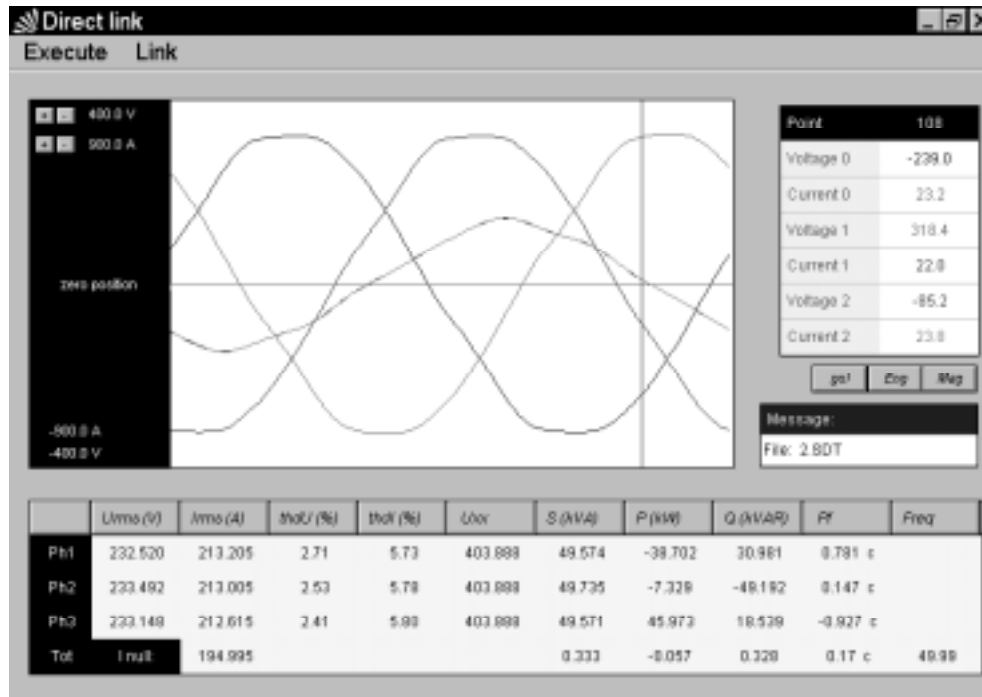 Direct link
Execute Link
+ - 400.0 V
+ - 900.0 A
zero position
-900.0 A
-400.0 V
Point 108
Voltage 0 -239.0
Current 0 23.2
Voltage 1 318.4
Current 1 22.0
Voltage 2 -85.2
Current 2 23.8
Eng
Message:
File: 2.BDT
Urms (V) Irms (A) thdU (%) thdI (%) S (kVA) P (kW) Q (kVAR) Pf Freq
Ph1 232.520 213.205 2.71 5.73 403.888 49.574 -38.702 30.981 0.781 c
Ph2 233.492 213.005 2.53 5.78 403.888 49.735 -7.329 -49.192 0.147 c
Ph3 233.148 212.615 2.41 5.80 403.888 49.571 45.973 18.539 -0.927 c
Tot I null: 194.995 0.333 -0.057 0.328 0.17 c 49.99